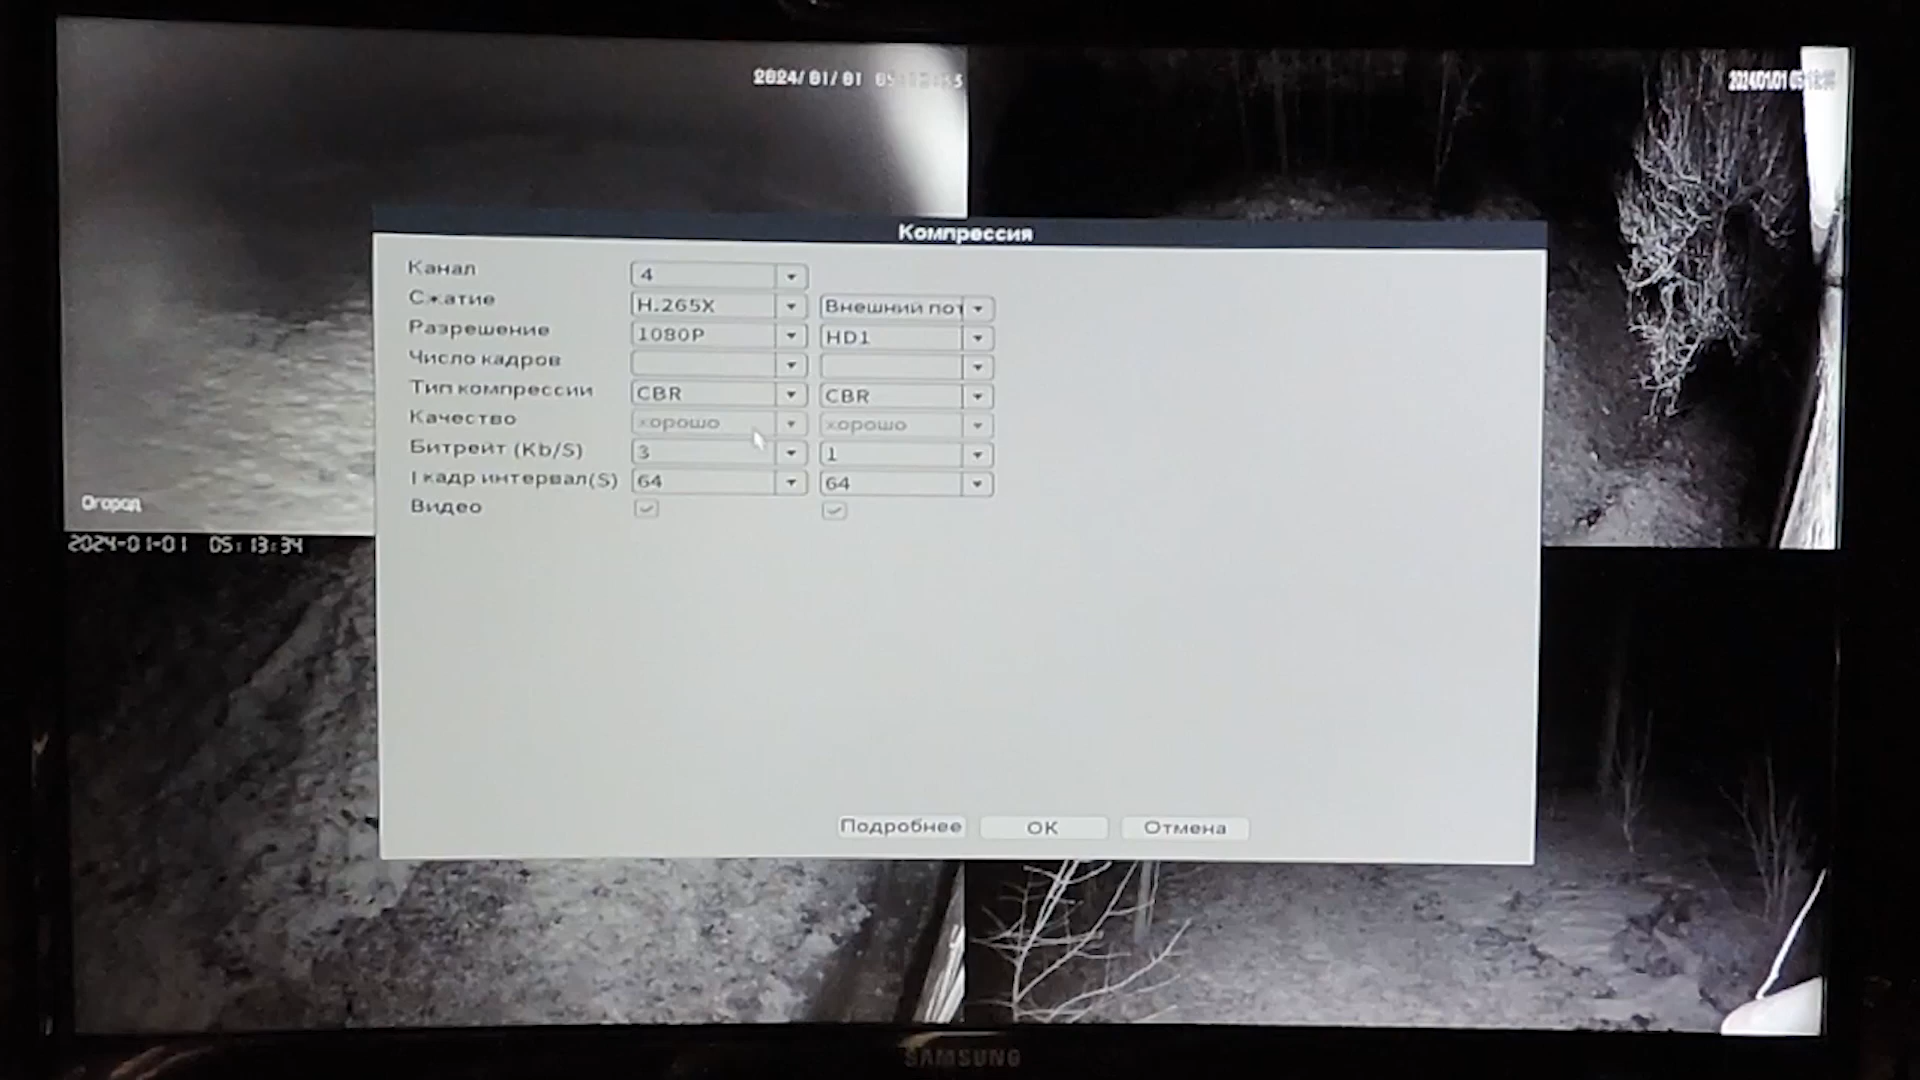 2024/01/01
Компрессия
Канал 4
Сжатие H.265X Внешний пот
Разрешение 1080P HD1
Число кадров
Тип компрессии CBR CBR
Качество хорошо хорошо
Битрейт (Kb/S) 3 1
I кадр интервал(S) 64 64
Видео
Огород
2024-01-01 05:13:34
Подробнее OK Отмена
SAMSUNG